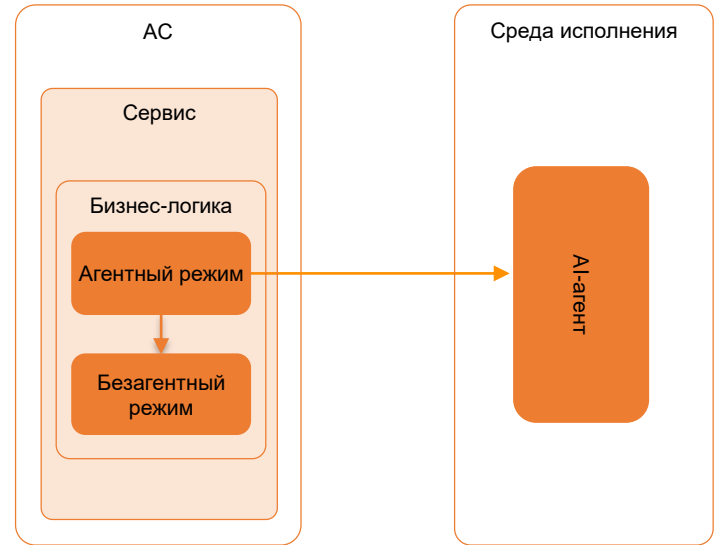 АС
Сервис
Бизнес-логика
Агентный режим
Безагентный
режим
Среда исполнения
AI-агент